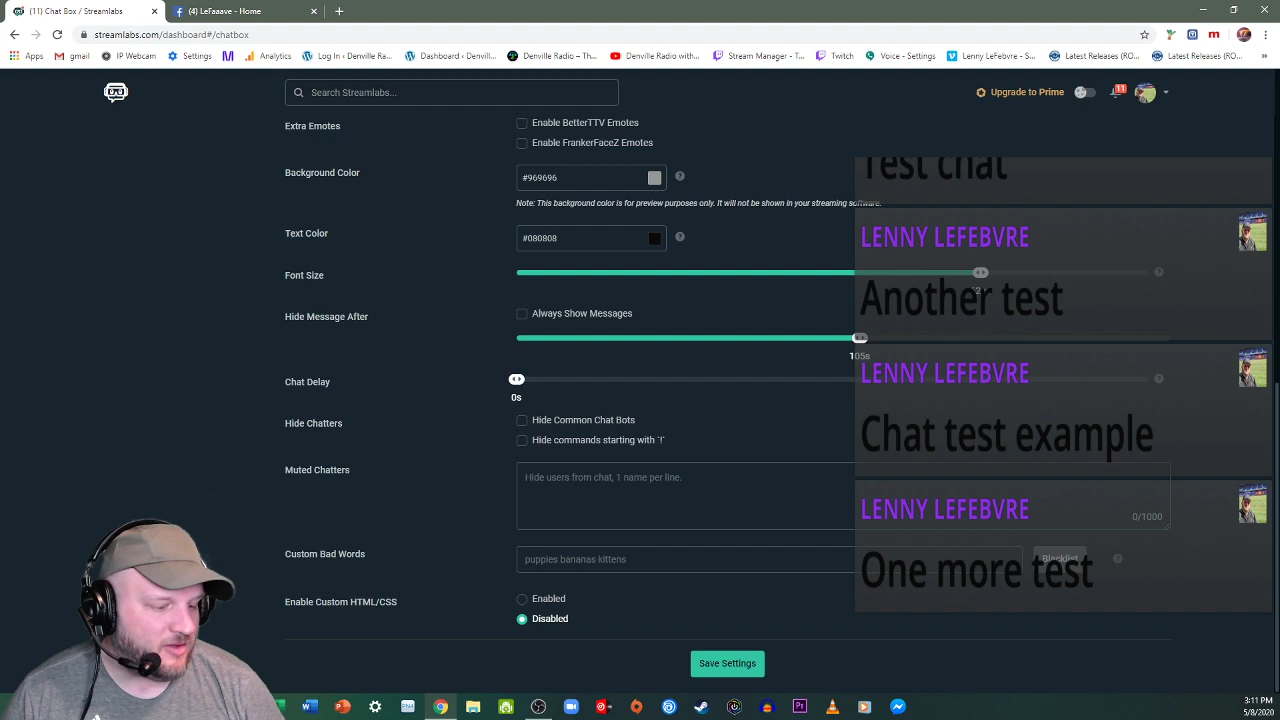 (11) Chat Box / Streamlabs
LeFaaave - Home
streamlabs.com/dashboard#/chatbox
Apps
gmail
IP Webcam
Settings
Analytics
Log In ‹ Denville R...
Dashboard ‹ Denvil...
Denville Radio – Th...
Denville Radio with...
Stream Manager - T...
Twitch
Voice - Settings
Lenny LeFebvre (@...
Latest Releases (RO...
Latest Releases (RO...
Search Streamlabs...
Upgrade to Prime
11
Extra Emotes
Enable BetterTTV Emotes
Enable FrankerFaceZ Emotes
Background Color
#969696
Note: This background color is for preview purposes only. It will not be shown in your streaming software.
Test chat
Text Color
#080808
LENNY LEFEBVRE
Font Size
Another test
Hide Message After
Always Show Messages
105s
LENNY LEFEBVRE
Chat Delay
0s
Hide Chatters
Hide Common Chat Bots
Hide commands starting with `!`
Chat test example
Muted Chatters
Hide users from chat, 1 name per line.
0/1000
LENNY LEFEBVRE
Custom Bad Words
puppies bananas kittens
Blacklist
One more test
Enable Custom HTML/CSS
Enabled
Disabled
Save Settings
3:11 PM
5/8/2020